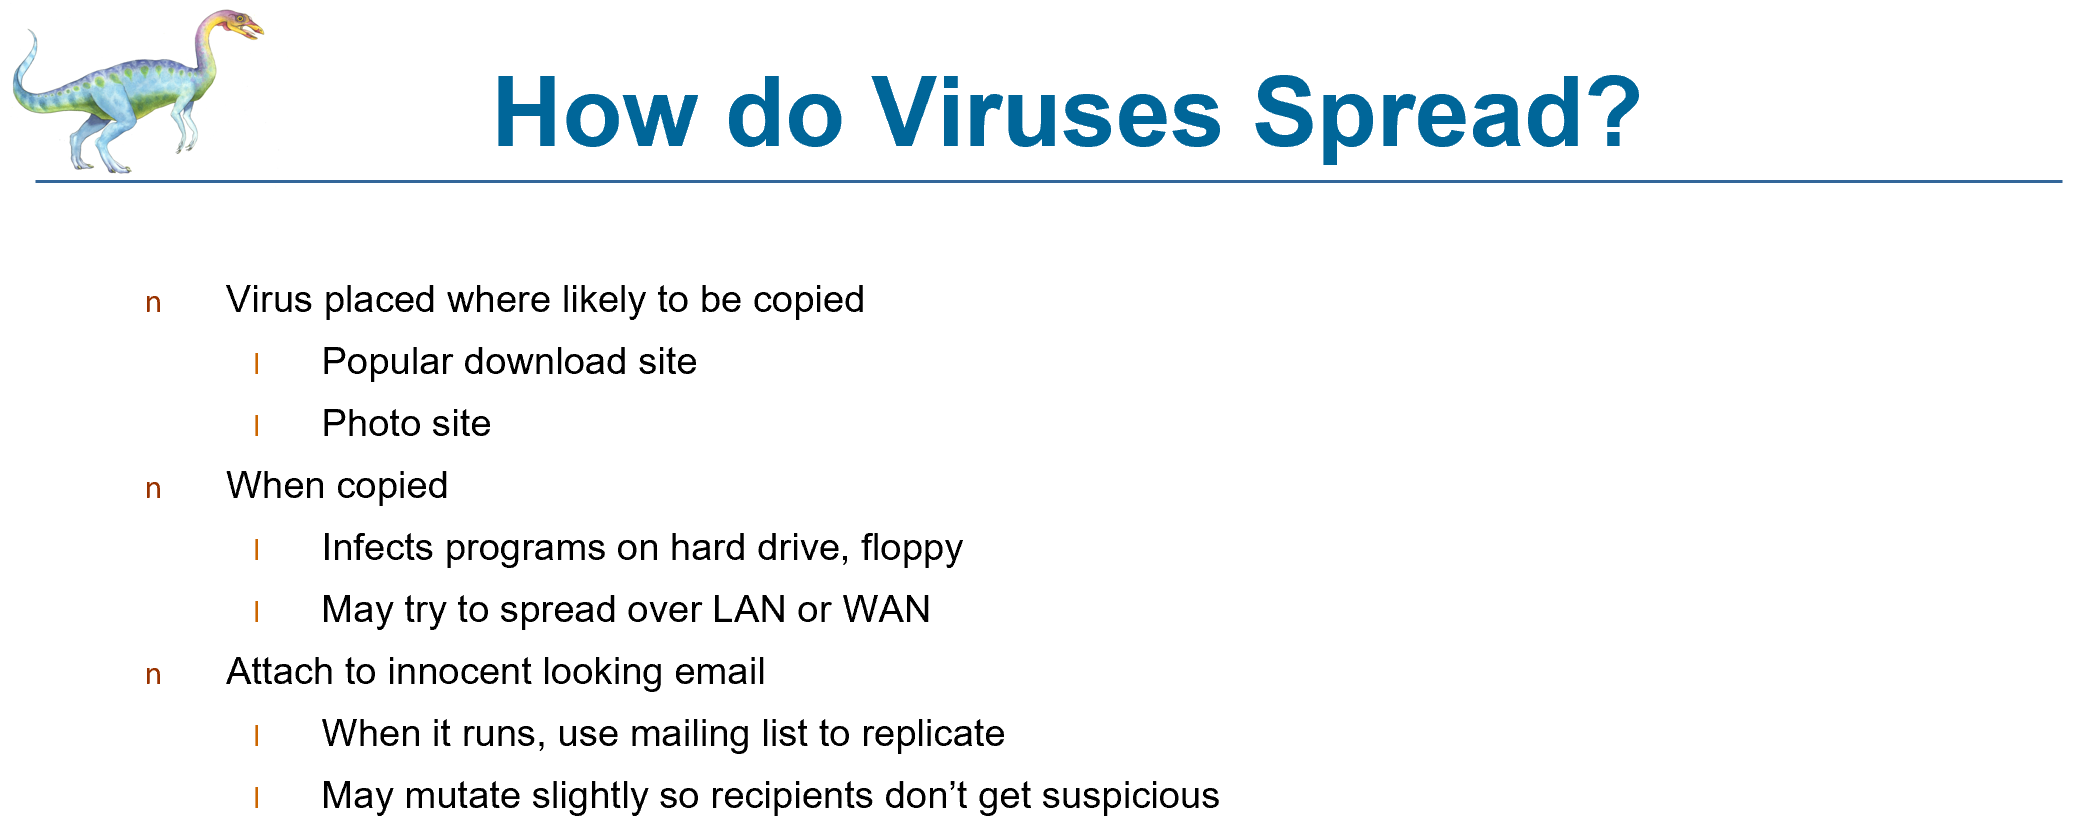 How do Viruses Spread?
n Virus placed where likely to be copied
l Popular download site
l Photo site
n When copied
l Infects programs on hard drive, floppy
l May try to spread over LAN or WAN
n Attach to innocent looking email
l When it runs, use mailing list to replicate
l May mutate slightly so recipients don’t get suspicious